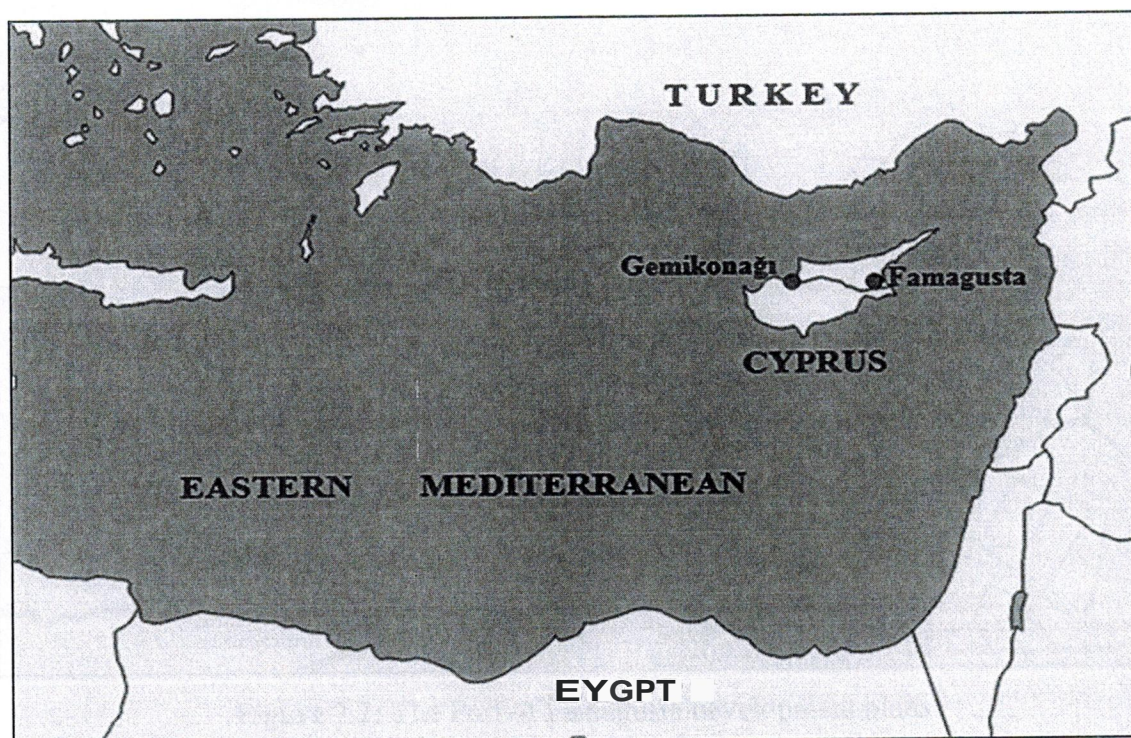 TURKEY
Gemikonağı
Famagusta
CYPRUS
EASTERN MEDITERRANEAN
EYGPT